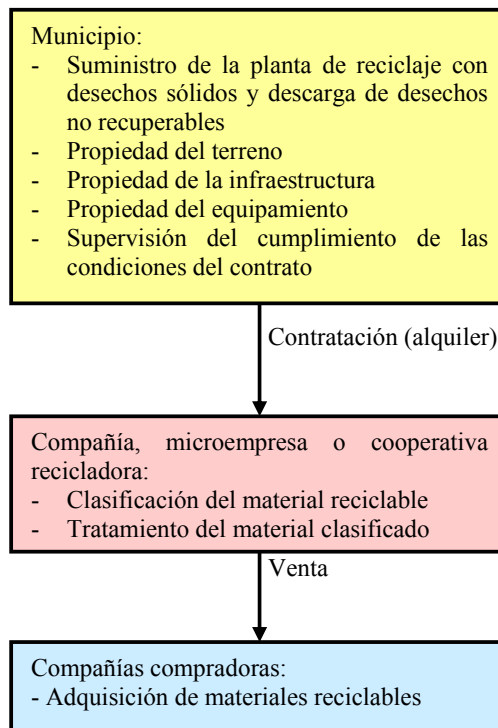 Municipio:
- Suministro de la planta de reciclaje con
desechos sólidos y descarga de desechos
no recuperables
- Propiedad del terreno
- Propiedad de la infraestructura
- Propiedad del equipamiento
- Supervisión del cumplimiento de las
condiciones del contrato
Contratación (alquiler)
Compañía, microempresa o cooperativa
recicladora:
- Clasificación del material reciclable
- Tratamiento del material clasificado
Venta
Compañías compradoras:
- Adquisición de materiales reciclables